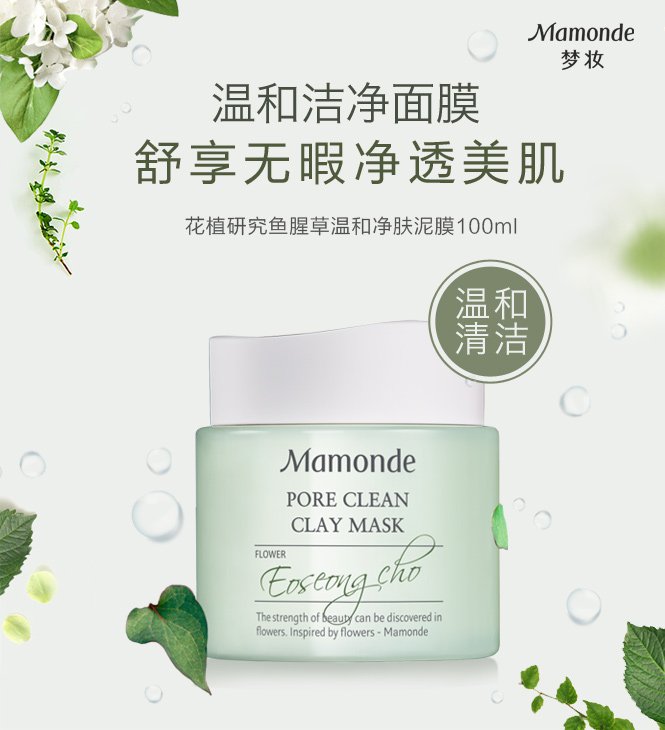 Mamonde
梦妆
温和洁净面膜
舒享无暇净透美肌
花植研究鱼腥草温和净肤泥膜100ml
温和
清洁
Mamonde
PORE CLEAN
CLAY MASK
FLOWER
Eoseong cho
The strength of beauty can be discovered in
flowers. Inspired by flowers - Mamonde